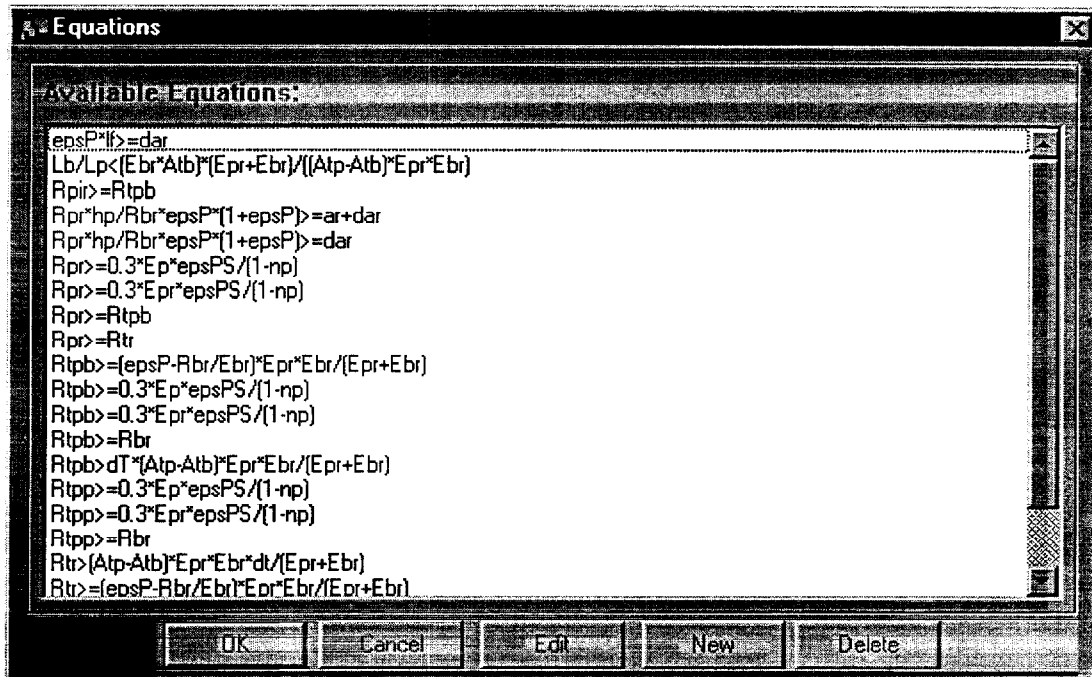 Equations
Avaliable Equations:
epsP*lf>=dar
Lb/Lp<(Ebr*Atb)*(Epr+Ebr)/((Atp-Atb)*Epr*Ebr)
Rpir>=Rtpb
Rpr*hp/Rbr*epsP*(1+epsP)>=ar+dar
Rpr*hp/Rbr*epsP*(1+epsP)>=dar
Rpr>=0.3*Ep*epsPS/(1-np)
Rpr>=0.3*Epr*epsPS/(1-np)
Rpr>=Rtpb
Rpr>=Rtr
Rtpb>=(epsP-Rbr/Ebr)*Epr*Ebr/(Epr+Ebr)
Rtpb>=0.3*Ep*epsPS/(1-np)
Rtpb>=0.3*Epr*epsPS/(1-np)
Rtpb>=Rbr
Rtpb>dT*(Atp-Atb)*Epr*Ebr/(Epr+Ebr)
Rtpp>=0.3*Ep*epsPS/(1-np)
Rtpp>=0.3*Epr*epsPS/(1-np)
Rtpp>=Rbr
Rtr>(Atp-Atb)*Epr*Ebr*dt/(Epr+Ebr)
Rtr>=(epsP-Rbr/Ebr)*Epr*Ebr/(Epr+Ebr)
OK Cancel Edit New Delete